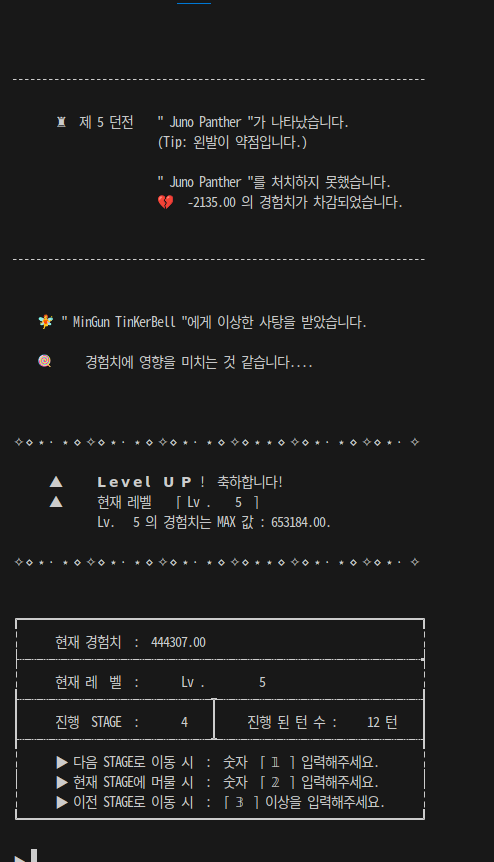 ♜ 제 5 던전 " Juno Panther "가 나타났습니다.
(Tip: 왼발이 약점입니다.)
" Juno Panther "를 처치하지 못했습니다.
💔 -2135.00 의 경험치가 차감되었습니다.
🧚 " MinGun TinKerBell "에게 이상한 사탕을 받았습니다.
🍭 경험치에 영향을 미치는 것 같습니다....
▲ Level UP ! 축하합니다!
▲ 현재 레벨 ⌈ Lv . 5 ⌉
Lv. 5 의 경험치는 MAX 값 : 653184.00.
현재 경험치 : 444307.00
현재 레 벨 : Lv . 5
진행 STAGE : 4 진행 된 턴 수 : 12 턴
▶ 다음 STAGE로 이동 시 : 숫자 ⌈ 𝟙 ⌉ 입력해주세요.
▶ 현재 STAGE에 머물 시 : 숫자 ⌈ 𝟚 ⌉ 입력해주세요.
▶ 이전 STAGE로 이동 시 : ⌈ 𝟛 ⌉ 이상을 입력해주세요.
▶